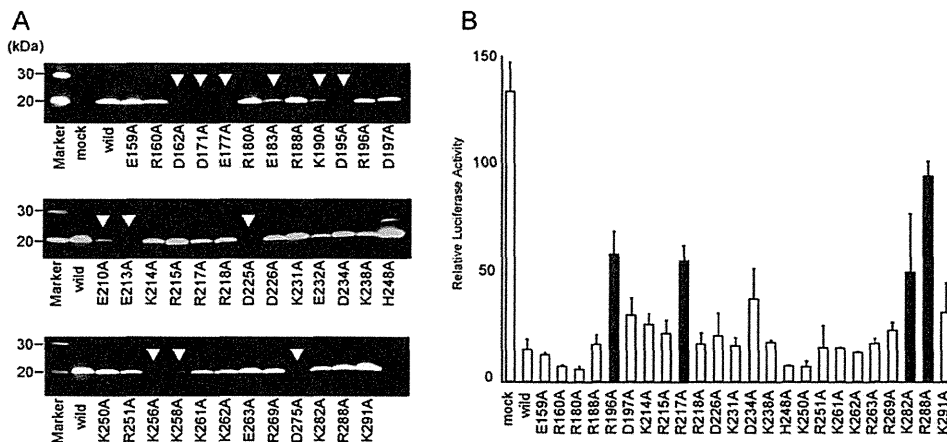 A
(kDa)
30
20
Marker
mock
wild
E159A
R160A
D162A
D171A
E177A
R180A
E183A
R188A
K190A
D195A
R196A
D197A
30
20
Marker
wild
E210A
E213A
K214A
R215A
R217A
R218A
D225A
D226A
K231A
E232A
D234A
K238A
H248A
30
20
Marker
wild
K250A
R251A
K256A
K258A
K261A
K262A
E263A
R269A
D275A
K282A
R288A
K291A
B
Relative Luciferase Activity
150
100
50
0
mock
wild
E159A
R160A
R180A
R188A
R196A
D197A
K214A
R215A
R217A
R218A
D226A
K231A
D234A
K238A
H248A
K250A
R251A
K261A
K262A
R263A
R269A
K282A
R288A
K291A